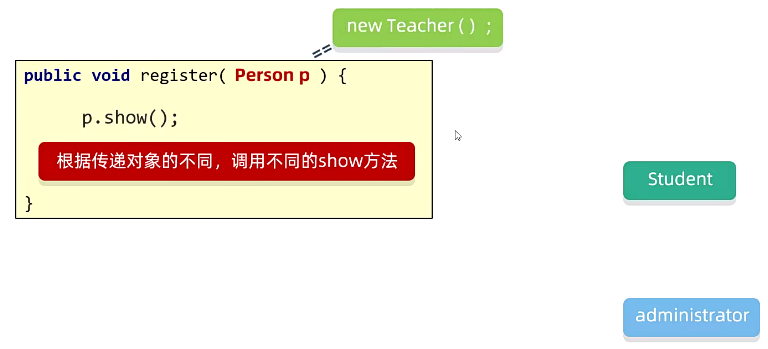 new Teacher( ) ;
public void register( Person p ) {
p.show();
根据传递对象的不同，调用不同的show方法
}
Student
administrator